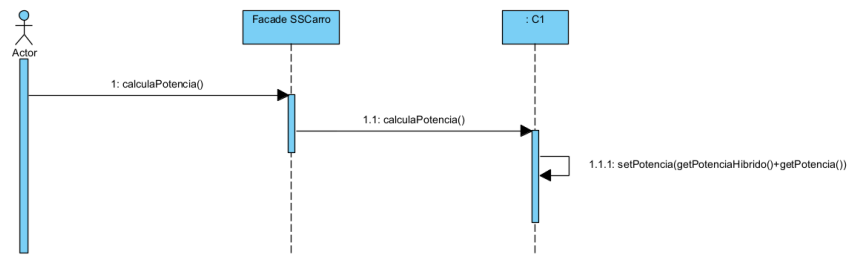 Facade SSCarro
: C1
Actor
1: calculaPotencia()
1.1: calculaPotencia()
1.1.1: setPotencia(getPotenciaHibrido()+getPotencia())